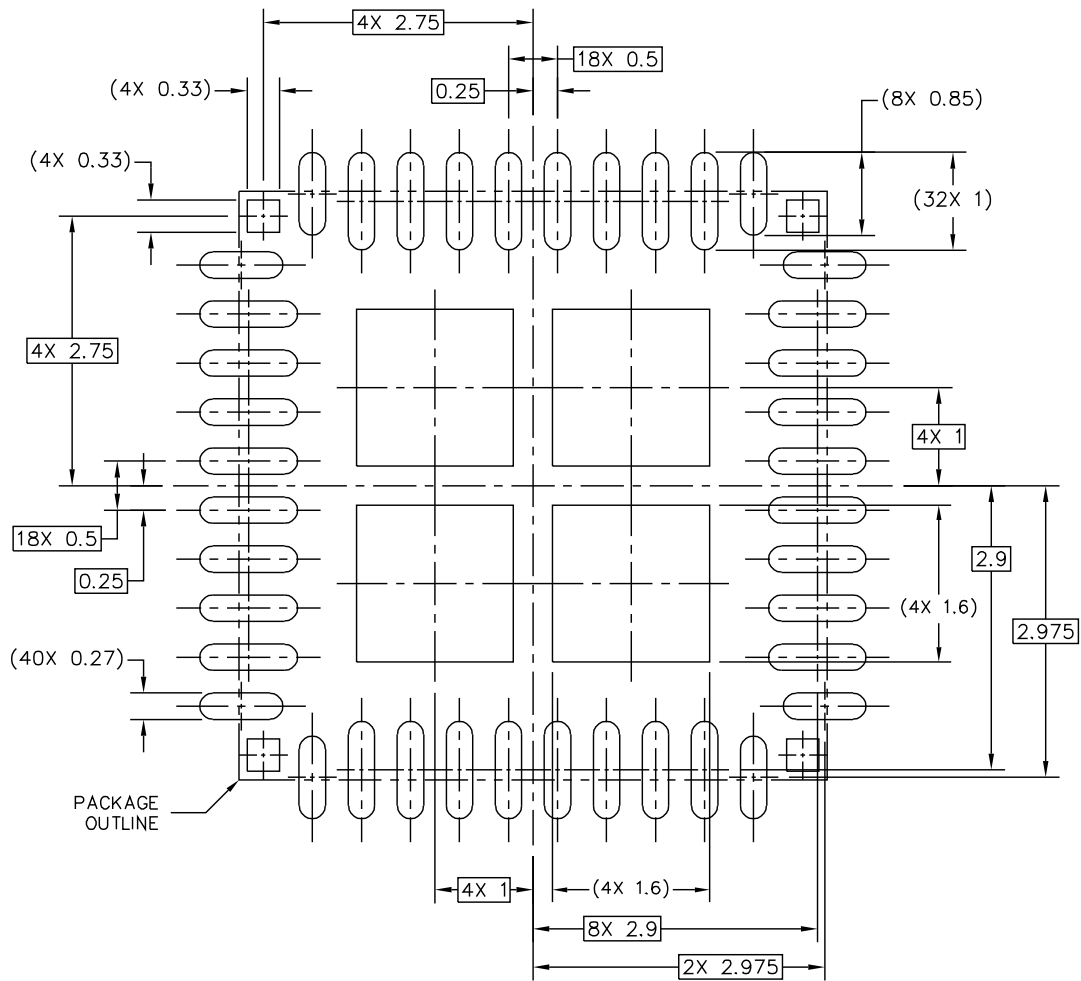 4X 2.75
18X 0.5
(4X 0.33)
0.25
(8X 0.85)
(4X 0.33)
(32X 1)
4X 2.75
4X 1
18X 0.5
2.9
0.25
(4X 1.6)
2.975
(40X 0.27)
PACKAGE
OUTLINE
4X 1
(4X 1.6)
8X 2.9
2X 2.975